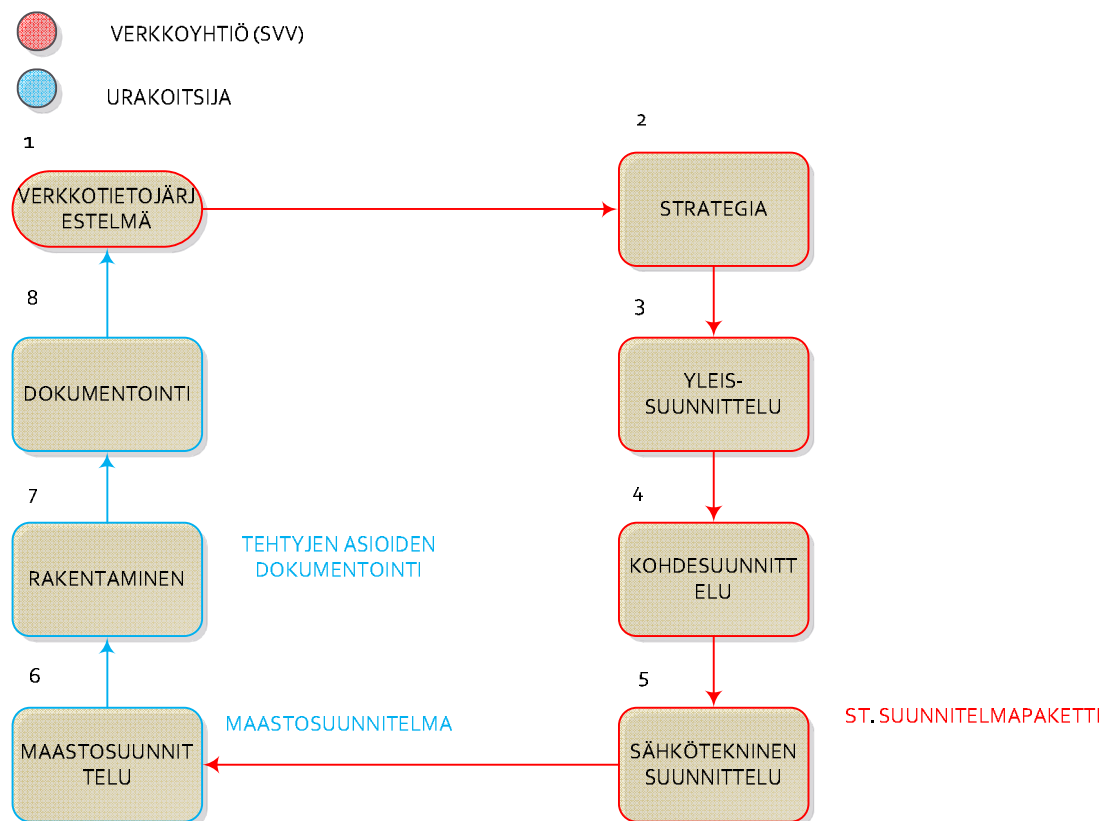 VERKKOYHTIÖ (SVV)
URAKOITSIJA
1
VERKKOTIETOJÄRJ
ESTELMÄ
2
STRATEGIA
3
YLEIS-
SUUNNITTELU
4
KOHDESUUNNITT
ELU
5
SÄHKÖTEKNINEN
SUUNNITTELU
ST. SUUNNITELMAPAKETTI
6
MAASTOSUUNNIT
TELU
MAASTOSUUNNITELMA
7
RAKENTAMINEN
TEHTYJEN ASIOIDEN
DOKUMENTOINTI
8
DOKUMENTOINTI